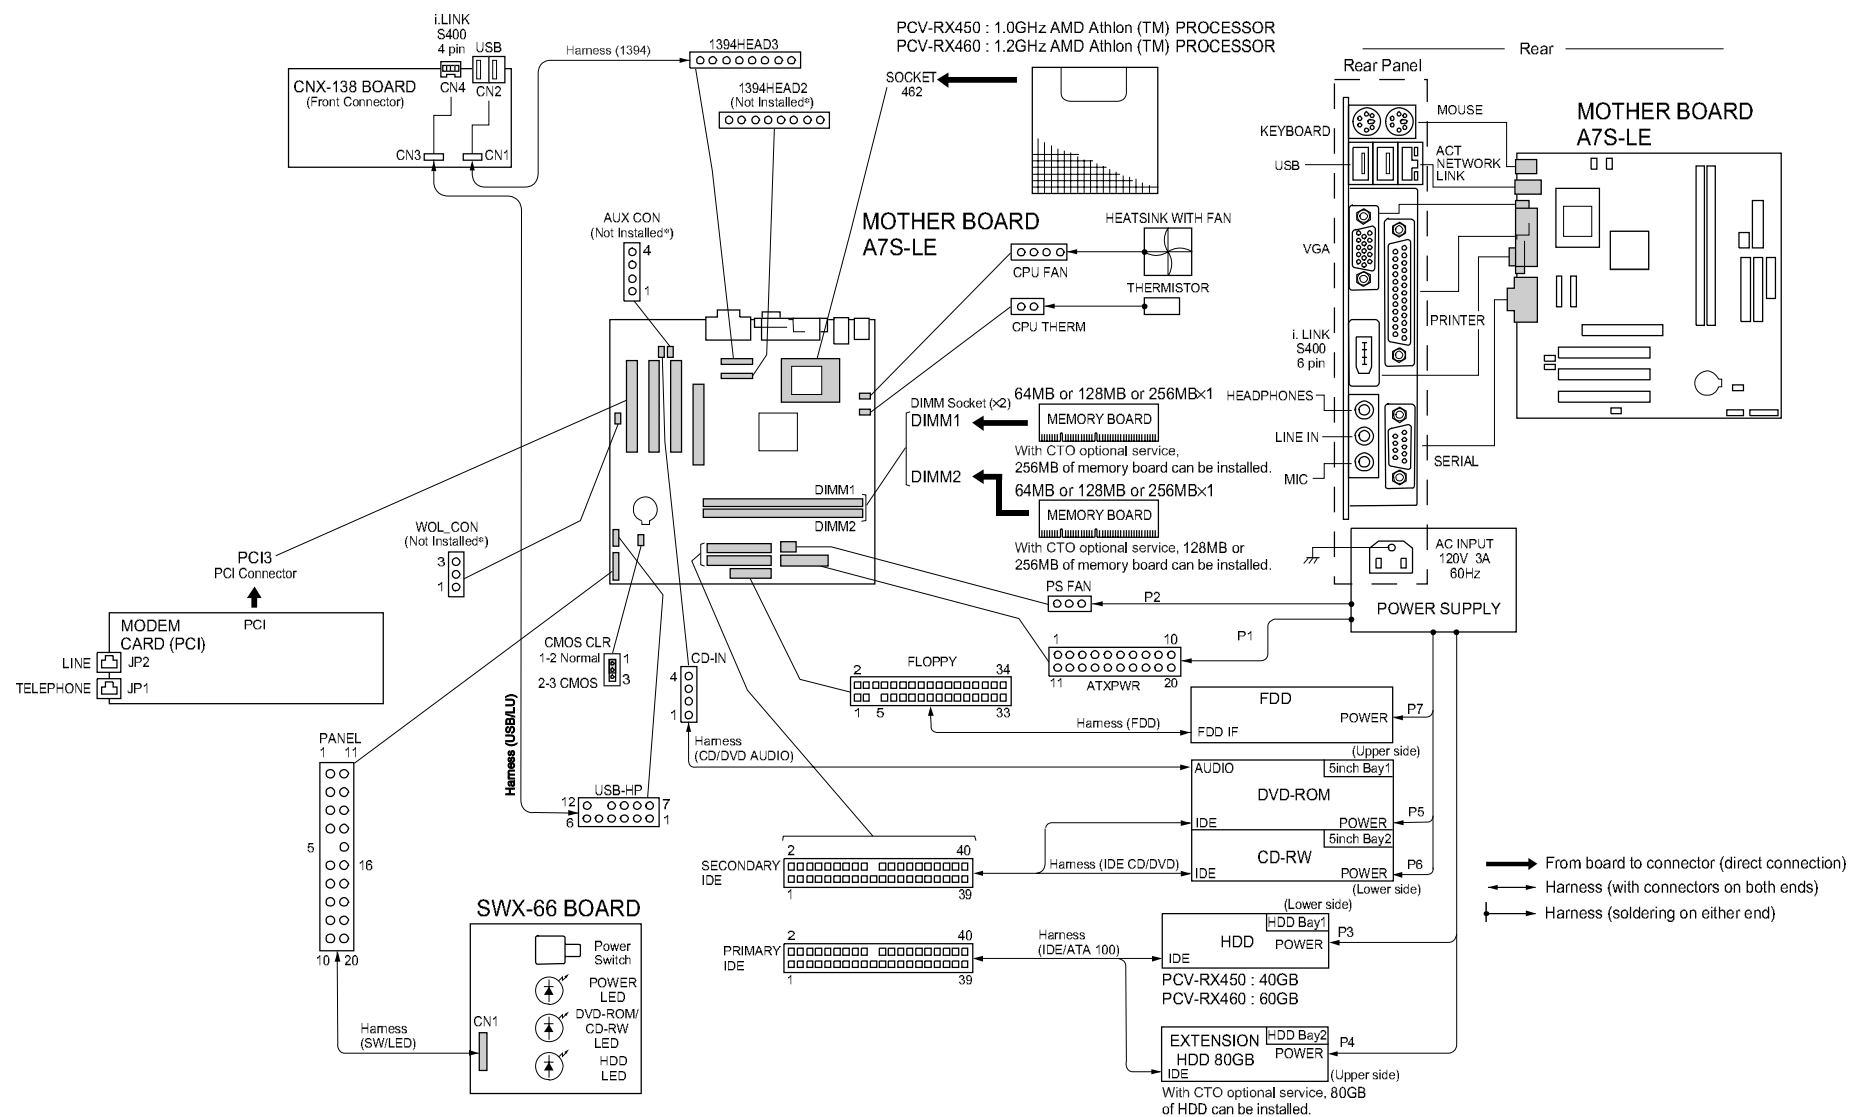 i.LINK
S400
4 pin
USB
CNX-138 BOARD
(Front Connector)
CN4
CN2
CN3
CN1
Harness (1394)
1394HEAD3
1394HEAD2
(Not Installed*)
PCV-RX450 : 1.0GHz AMD Athlon (TM) PROCESSOR
PCV-RX460 : 1.2GHz AMD Athlon (TM) PROCESSOR
SOCKET
462
Rear
Rear Panel
MOTHER BOARD
A7S-LE
KEYBOARD
MOUSE
USB
ACT
NETWORK
LINK
VGA
PRINTER
i. LINK
S400
6 pin
HEADPHONES
LINE IN
MIC
SERIAL
AUX CON
(Not Installed*)
4
1
MOTHER BOARD
A7S-LE
HEATSINK WITH FAN
CPU FAN
THERMISTOR
CPU THERM
DIMM Socket (×2)
DIMM1
DIMM2
64MB or 128MB or 256MB×1
MEMORY BOARD
With CTO optional service,
256MB of memory board can be installed.
64MB or 128MB or 256MB×1
MEMORY BOARD
With CTO optional service, 128MB or
256MB of memory board can be installed.
DIMM1
DIMM2
WOL_CON
(Not Installed*)
3
1
PCI3
PCI Connector
PCI
MODEM
CARD (PCI)
LINE
JP2
TELEPHONE
JP1
AC INPUT
120V 3A
60Hz
POWER SUPPLY
PS FAN
P2
P1
1
10
11
ATXPWR
20
CMOS CLR
1-2 Normal
2-3 CMOS
1
3
CD-IN
4
1
FLOPPY
2
34
1
5
33
Harness (FDD)
FDD
POWER
FDD IF
P7
(Upper side)
Harness
(CD/DVD AUDIO)
AUDIO
5inch Bay1
DVD-ROM
IDE
POWER
P5
5inch Bay2
CD-RW
IDE
POWER
P6
(Lower side)
Harness (USB/LU)
USB-HP
12
7
6
1
PANEL
1
11
5
16
10
20
SECONDARY
IDE
2
40
1
39
Harness (IDE CD/DVD)
PRIMARY
IDE
2
40
1
39
Harness
(IDE/ATA 100)
(Lower side)
HDD Bay1
HDD
POWER
IDE
P3
PCV-RX450 : 40GB
PCV-RX460 : 60GB
HDD Bay2
EXTENSION
HDD 80GB
POWER
IDE
P4
(Upper side)
With CTO optional service, 80GB
of HDD can be installed.
SWX-66 BOARD
Power
Switch
POWER
LED
DVD-ROM/
CD-RW
LED
HDD
LED
CN1
Harness
(SW/LED)
From board to connector (direct connection)
Harness (with connectors on both ends)
Harness (soldering on either end)